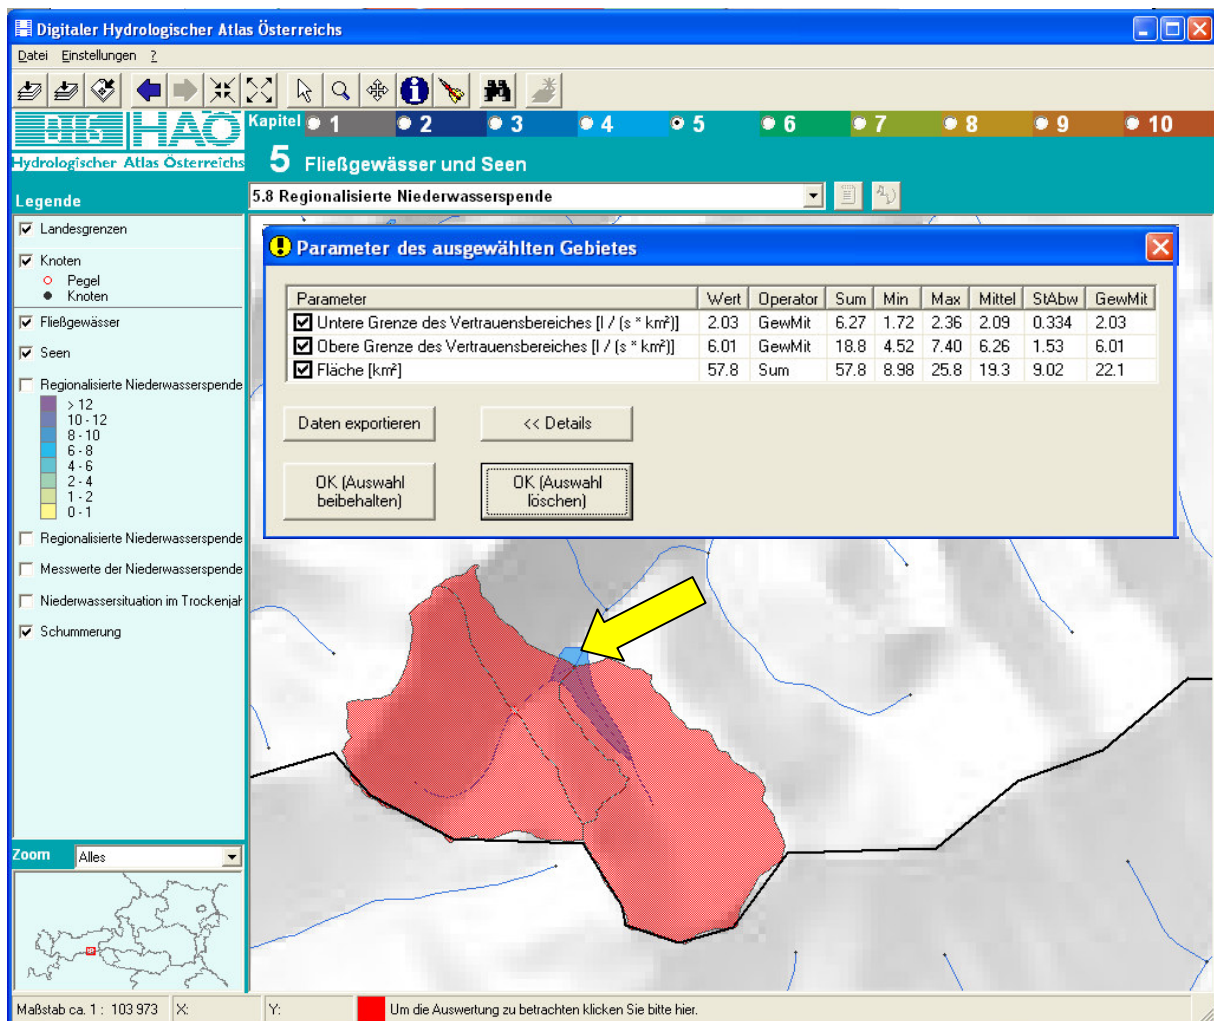 Digitaler Hydrologischer Atlas Österreichs
Datei Einstellungen ?
HAÖ
Hydrologischer Atlas Österreichs
Kapitel 1 2 3 4 5 6 7 8 9 10
5 Fließgewässer und Seen
5.8 Regionalisierte Niederwasserspende
Legende
Landesgrenzen
Knoten
Pegel
Knoten
Fließgewässer
Seen
Regionalisierte Niederwasserspende
> 12
10 - 12
8 - 10
6 - 8
4 - 6
2 - 4
1 - 2
0 - 1
Regionalisierte Niederwasserspende
Messwerte der Niederwasserspende
Niederwassersituation im Trockenjah
Schummerung
Parameter des ausgewählten Gebietes
Parameter Wert Operator Sum Min Max Mittel StAbw GewMit
Untere Grenze des Vertrauensbereiches [l / (s * km²)] 2.03 GewMit 6.27 1.72 2.36 2.09 0.334 2.03
Obere Grenze des Vertrauensbereiches [l / (s * km²)] 6.01 GewMit 18.8 4.52 7.40 6.26 1.53 6.01
Fläche [km²] 57.8 Sum 57.8 8.98 25.8 19.3 9.02 22.1
Daten exportieren
<< Details
OK (Auswahl
beibehalten)
OK (Auswahl
löschen)
Zoom Alles
Maßstab ca. 1 : 103 973 X: Y: Um die Auswertung zu betrachten klicken Sie bitte hier.